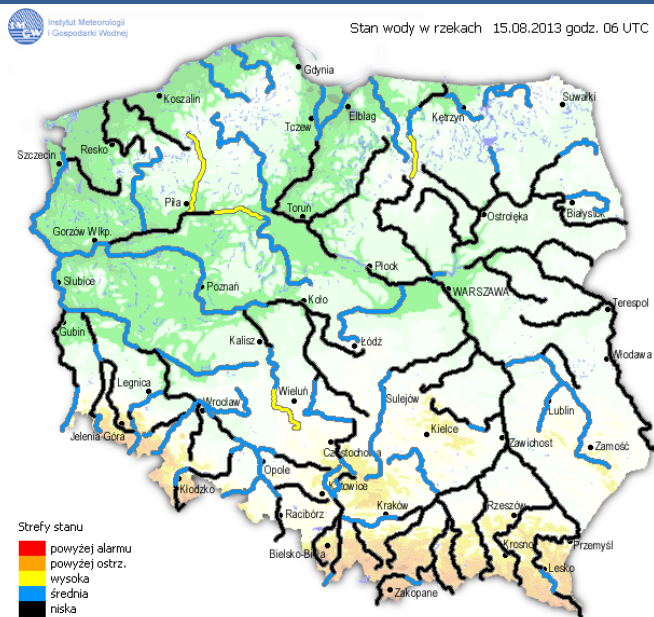 Instytut Meteorologii
i Gospodarki Wodnej
Stan wody w rzekach 15.08.2013 godz. 06 UTC
Gdynia
Koszalin
Suwałki
Elbląg
Kętrzyn
Tczew
Resko
Szczecin
Piła
Toruń
Ostrołęka
Białystok
Gorzów Wlkp.
Płock
Słubice
Poznań
WARSZAWA
Koło
Terespol
Gubin
Kalisz
Łódź
Włodawa
Legnica
Wieluń
Sulejów
Wrocław
Lublin
Jelenia Góra
Kielce
Zawichost
Zamość
Częstochowa
Opole
Kłodzko
Katowice
Racibórz
Kraków
Rzeszów
Bielsko-Biała
Krosno
Przemyśl
Lesko
Zakopane
Strefy stanu
powyżej alarmu
powyżej ostrz.
wysoka
średnia
niska